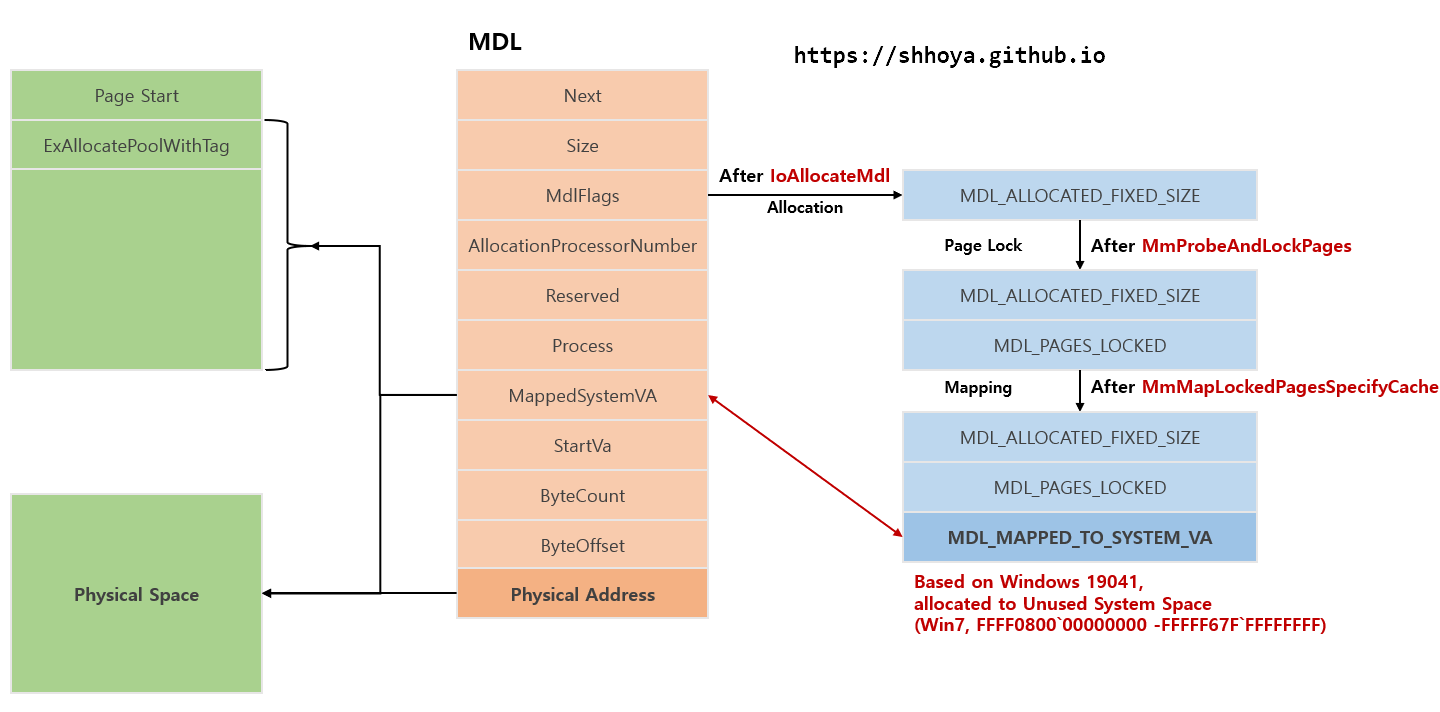 MDL
https://shhoya.github.io
Page Start
ExAllocatePoolWithTag
Physical Space
Next
Size
MdlFlags
AllocationProcessorNumber
Reserved
Process
MappedSystemVA
StartVa
ByteCount
ByteOffset
Physical Address
After IoAllocateMdl
Allocation
MDL_ALLOCATED_FIXED_SIZE
Page Lock
After MmProbeAndLockPages
MDL_ALLOCATED_FIXED_SIZE
MDL_PAGES_LOCKED
Mapping
After MmMapLockedPagesSpecifyCache
MDL_ALLOCATED_FIXED_SIZE
MDL_PAGES_LOCKED
MDL_MAPPED_TO_SYSTEM_VA
Based on Windows 19041,
allocated to Unused System Space
(Win7, FFFF0800`00000000 -FFFFF67F`FFFFFFFF)